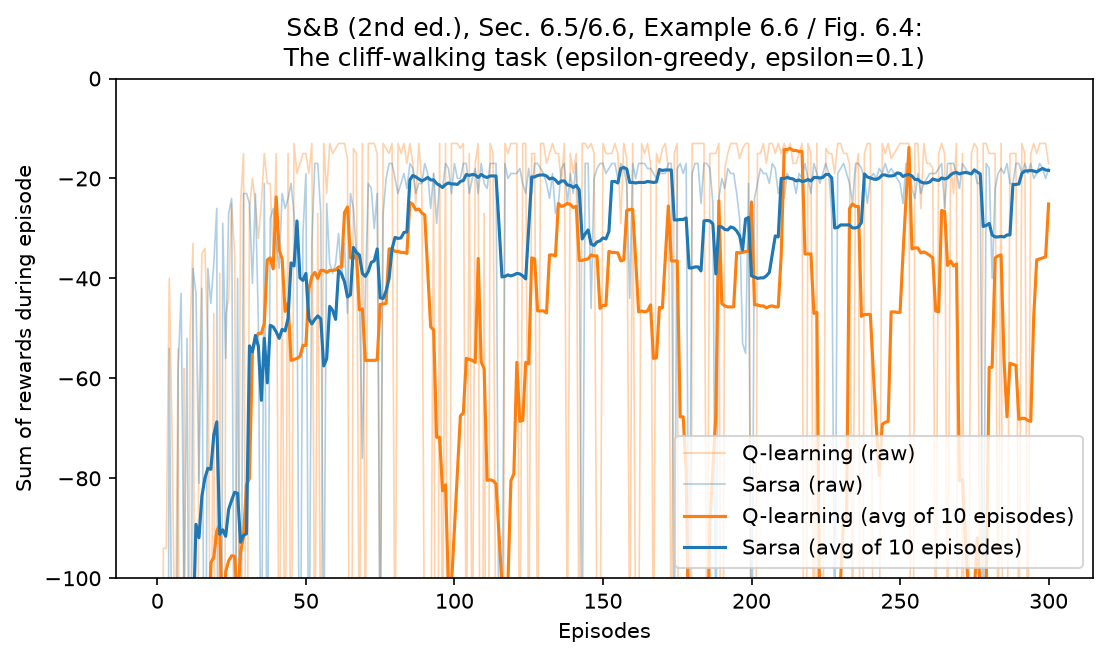 S&B (2nd ed.), Sec. 6.5/6.6, Example 6.6 / Fig. 6.4:
The cliff-walking task (epsilon-greedy, epsilon=0.1)
Sum of rewards during episode
0
−20
−40
−60
−80
−100
Q-learning (raw)
Sarsa (raw)
Q-learning (avg of 10 episodes)
Sarsa (avg of 10 episodes)
0 50 100 150 200 250 300
Episodes